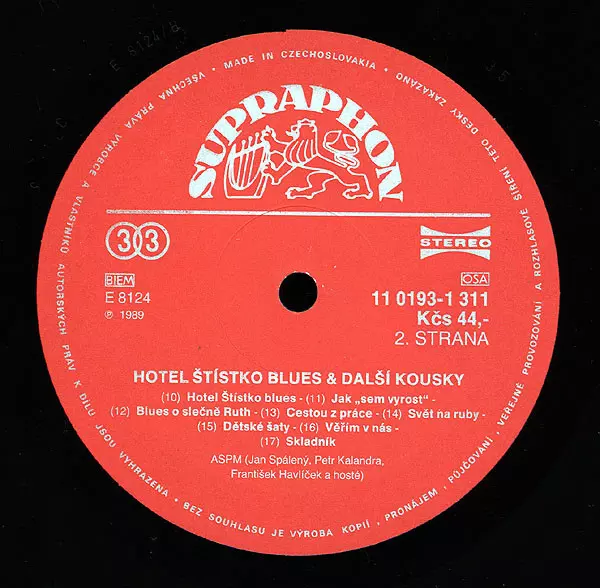 • MADE IN CZECHOSLOVAKIA •
VŠECHNA PRÁVA VÝROBCE A VLASTNÍKŮ AUTORSKÝCH PRÁV K DÍLU JSOU VYHRAZENA • BEZ SOUHLASU JE VÝROBA KOPIÍ, PRONÁJEM, PŮJČOVÁNÍ, VEŘEJNÉ PROVOZOVÁNÍ A ROZHLASOVÉ ŠÍŘENÍ TÉTO DESKY ZAKÁZÁNO
SUPRAPHON
33
STEREO
BIEM
OSA
E 8124
℗ 1989
11 0193-1 311
Kčs 44,-
2. STRANA
HOTEL ŠTÍSTKO BLUES & DALŠÍ KOUSKY
(10) Hotel Štístko blues - (11) Jak „sem vyrost" -
(12) Blues o slečně Ruth - (13) Cestou z práce - (14) Svět na ruby -
(15) Dětské šaty - (16) Věřím v nás -
(17) Skladník
ASPM (Jan Spálený, Petr Kalandra,
František Havlíček a hosté)